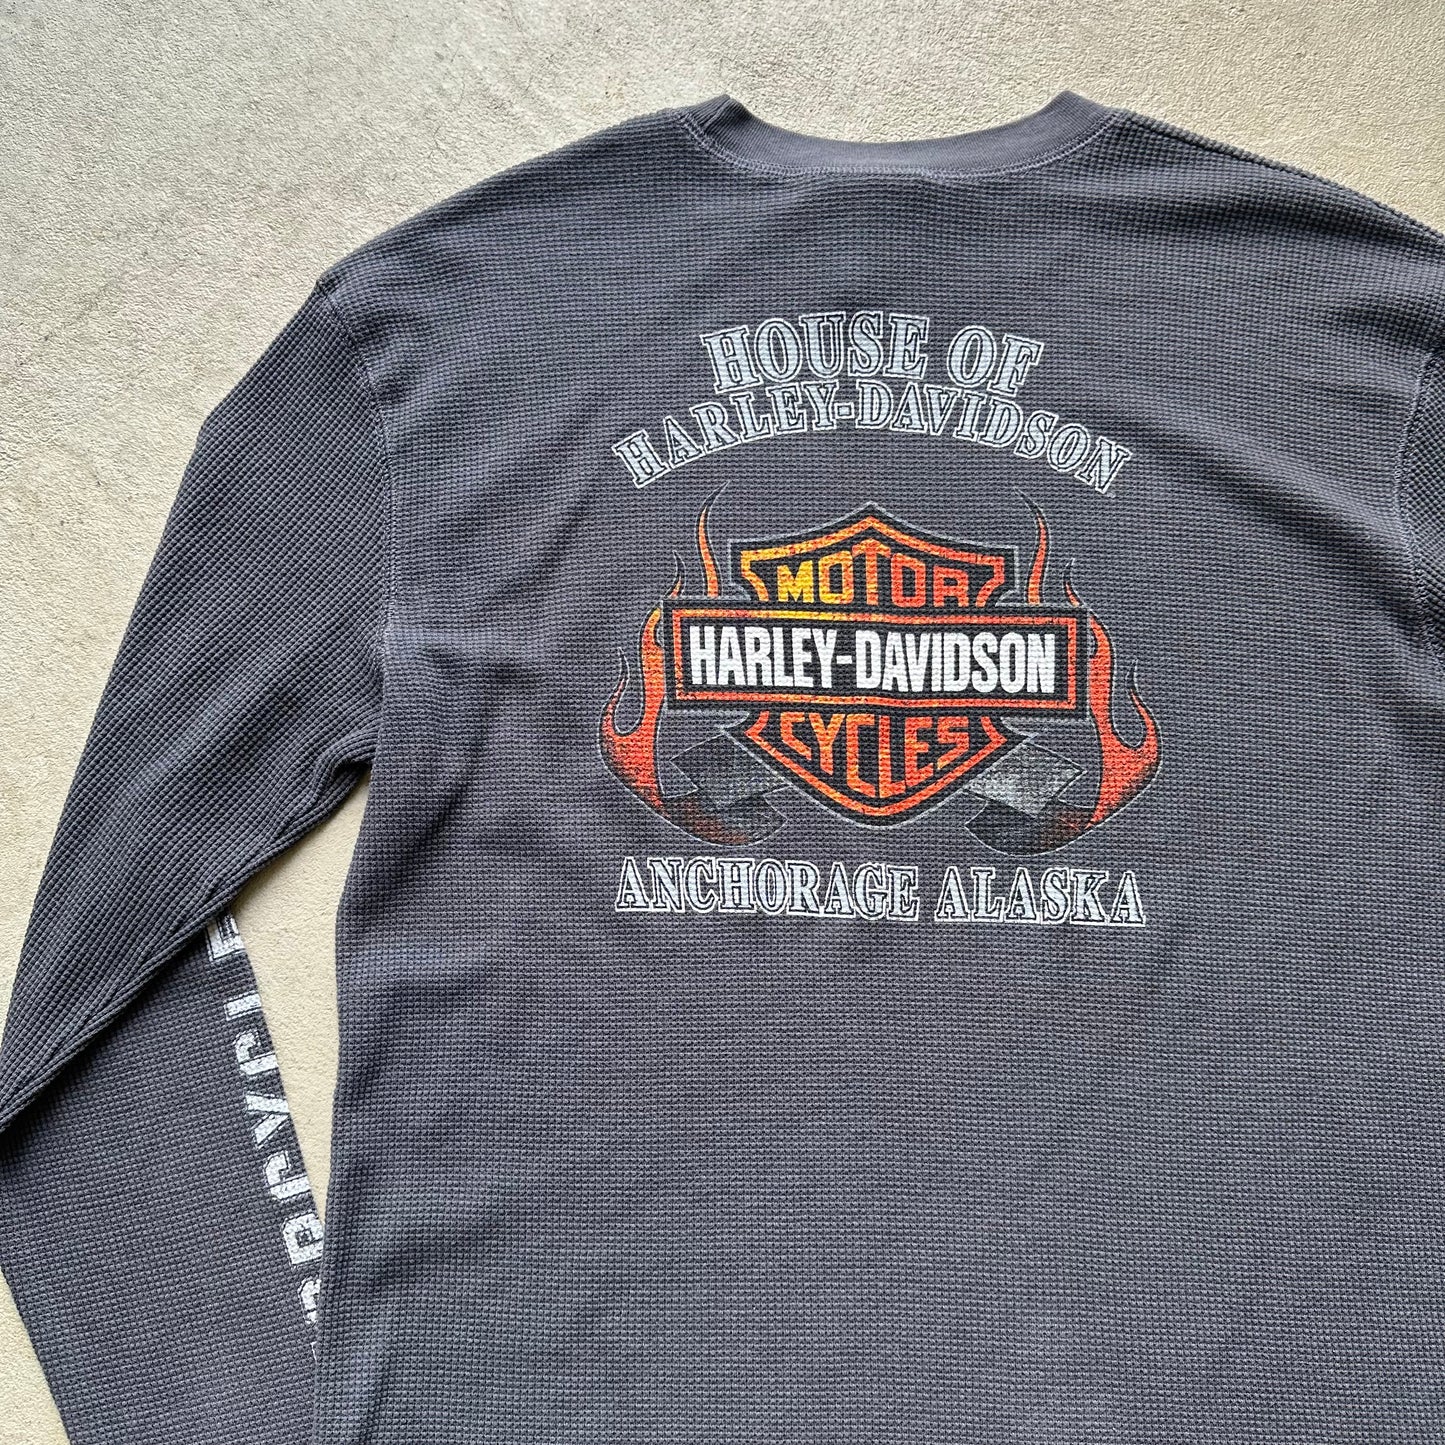 HOUSE OF
HARLEY-DAVIDSON
MOTOR
HARLEY-DAVIDSON
CYCLES
ANCHORAGE ALASKA